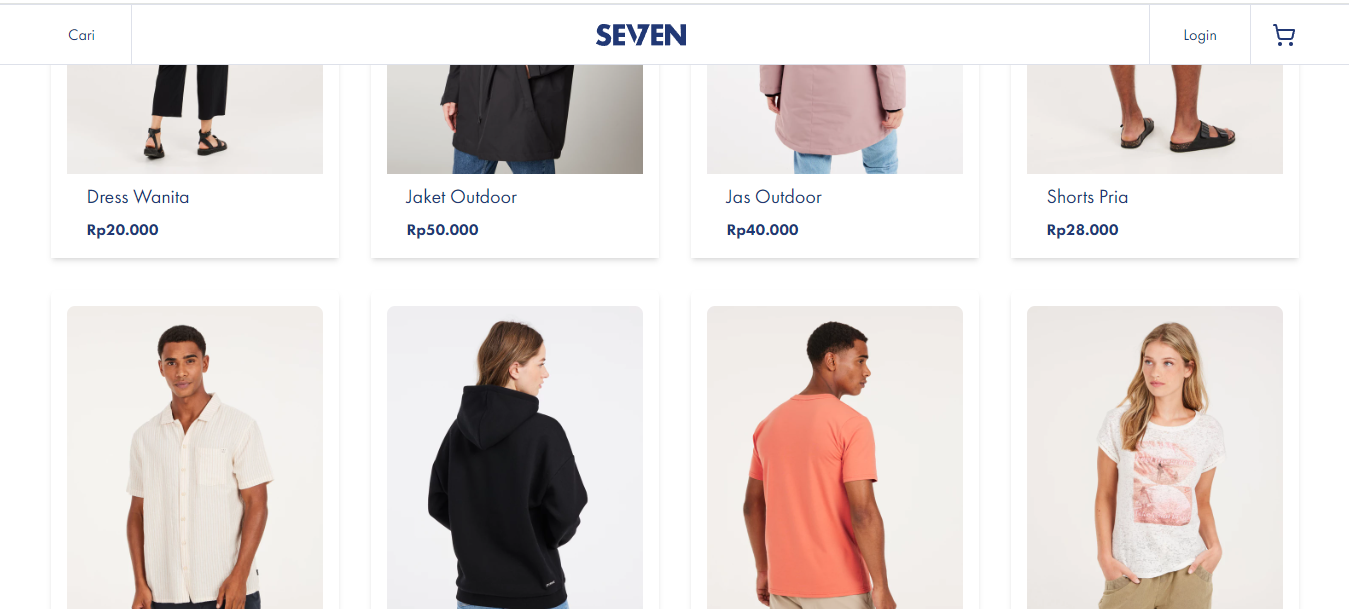 Cari
SEVEN
Login
Dress Wanita
Rp20.000
Jaket Outdoor
Rp50.000
Jas Outdoor
Rp40.000
Shorts Pria
Rp28.000